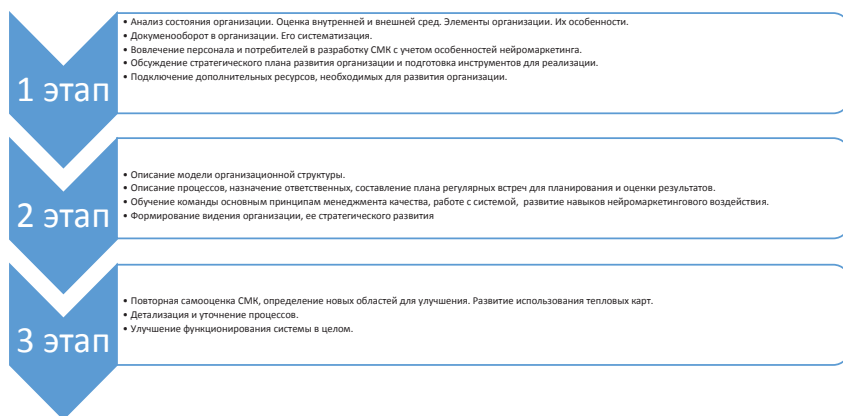 1 этап
• Анализ состояния организации. Оценка внутренней и внешней сред. Элементы организации. Их особенности.
• Докуменооборот в организации. Его систематизация.
• Вовлечение персонала и потребителей в разработку СМК с учетом особенностей нейромаркетинга.
• Обсуждение стратегического плана развития организации и подготовка инструментов для реализации.
• Подключение дополнительных ресурсов, необходимых для развития организации.
2 этап
• Описание модели организационной структуры.
• Описание процессов, назначение ответственных, составление плана регулярных встреч для планирования и оценки результатов.
• Обучение команды основным принципам менеджмента качества, работе с системой, развитие навыков нейромаркетингового воздействия.
• Формирование видения организации, ее стратегического развития
3 этап
• Повторная самооценка СМК, определение новых областей для улучшения. Развитие использования тепловых карт.
• Детализация и уточнение процессов.
• Улучшение функционирования системы в целом.